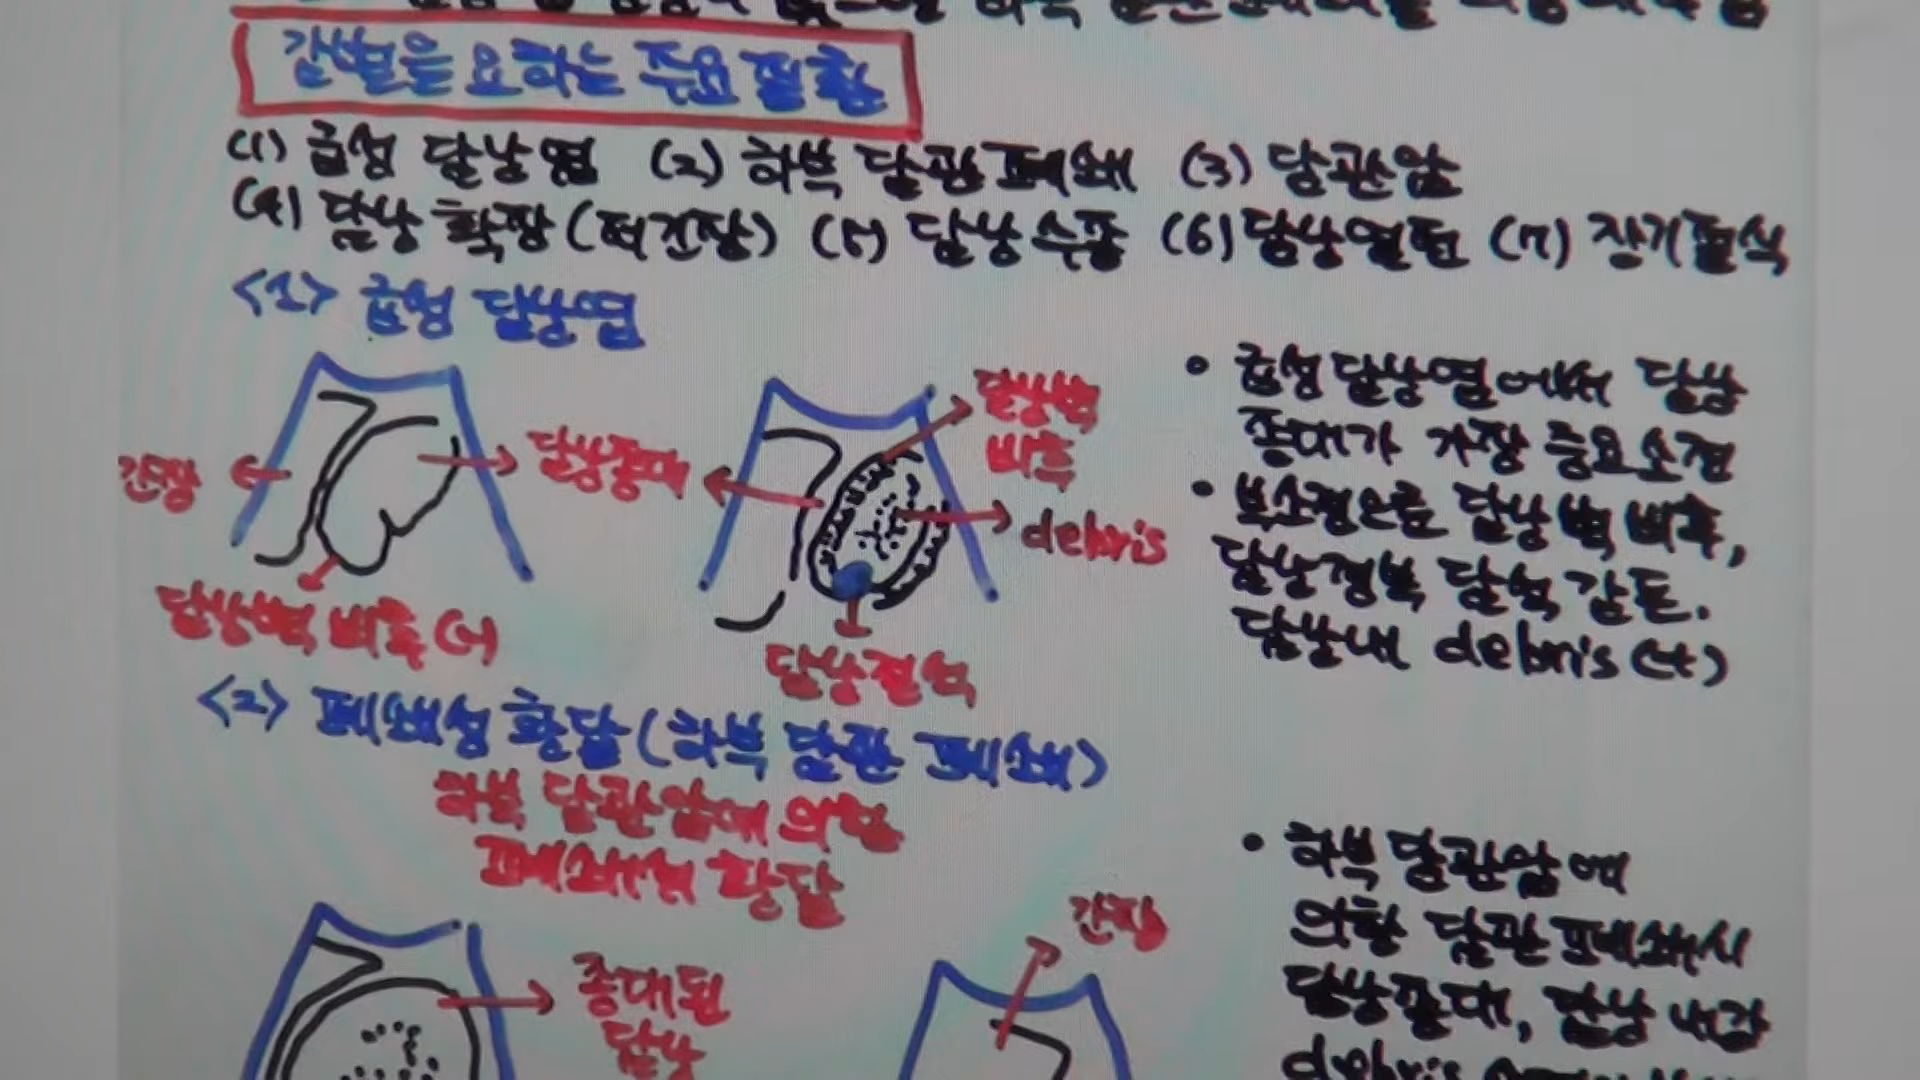 감별을 요하는 주요 질환
(1) 급성 담낭염 (2) 하부 담관 폐쇄 (3) 담관암
(4) 담낭 확장 (저긴장) (5) 담낭수종 (6) 담낭염전 (7) 장기절식
<1> 급성 담낭염
간장
담낭종대
담낭벽
비후
debris
담낭벽 비후 (-)
담낭결석
• 급성담낭염에서 담낭
종대가 가장 중요소견
• 부소견으로 담낭벽 비후,
담낭경부 담석 감돈.
담낭내 debris (+)
<2> 폐쇄성 황달 (하부 담관 폐쇄)
하부 담관암에 의한
폐쇄성 황달
종대된
담낭
간장
• 하부 담관암에
의한 담관 폐쇄시
담낭종대, 담낭 내강
debris